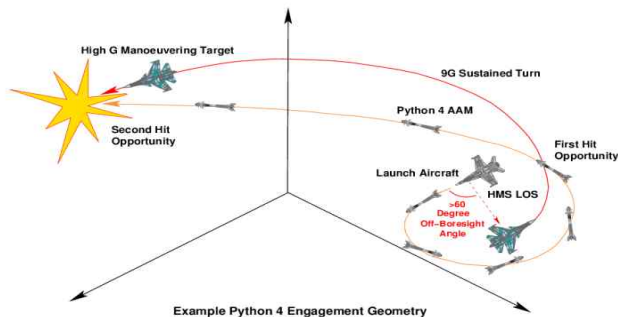 High G Manoeuvering Target
9G Sustained Turn
Python 4 AAM
Second Hit
Opportunity
First Hit
Opportunity
Launch Aircraft
HMS LOS
>60
Degree
Off-Boresight
Angle
Example Python 4 Engagement Geometry